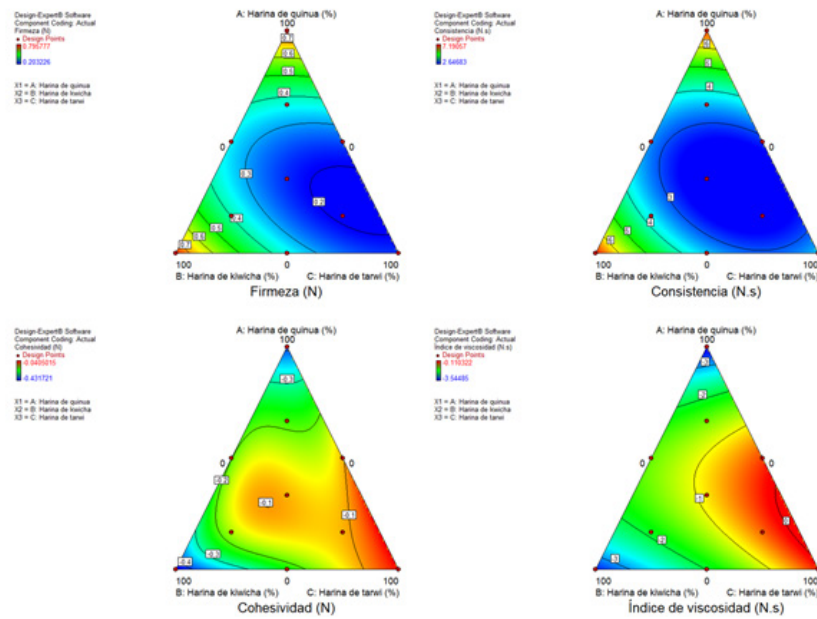 Design-Expert® Software
Component Coding: Actual
Firmeza (N)
Design Points
0.795777
0.203226
X1 = A: Harina de quinua
X2 = B: Harina de kiwicha
X3 = C: Harina de tarwi
A: Harina de quinua (%)
100
0.7
0.6
0.5
0.4
0
0
0.3
0.2
0.4
0.5
0.6
0.7
100
0
100
B: Harina de kiwicha (%)
C: Harina de tarwi (%)
Firmeza (N)
Design-Expert® Software
Component Coding: Actual
Consistencia (N.s)
Design Points
7.19057
2.64683
X1 = A: Harina de quinua
X2 = B: Harina de kiwicha
X3 = C: Harina de tarwi
A: Harina de quinua (%)
100
6
5
4
0
0
3
4
5
6
100
0
100
B: Harina de kiwicha (%)
C: Harina de tarwi (%)
Consistencia (N.s)
Design-Expert® Software
Component Coding: Actual
Cohesividad (N)
Design Points
-0.0405015
-0.431721
X1 = A: Harina de quinua
X2 = B: Harina de kiwicha
X3 = C: Harina de tarwi
A: Harina de quinua (%)
100
-0.3
0
0
-0.2
-0.1
-0.1
-0.3
-0.4
100
0
100
B: Harina de kiwicha (%)
C: Harina de tarwi (%)
Cohesividad (N)
Design-Expert® Software
Component Coding: Actual
Índice de viscosidad (N.s)
Design Points
-0.110322
-3.54485
X1 = A: Harina de quinua
X2 = B: Harina de kiwicha
X3 = C: Harina de tarwi
A: Harina de quinua (%)
100
-3
-2
0
0
-1
0
-2
-3
100
0
100
B: Harina de kiwicha (%)
C: Harina de tarwi (%)
Índice de viscosidad (N.s)